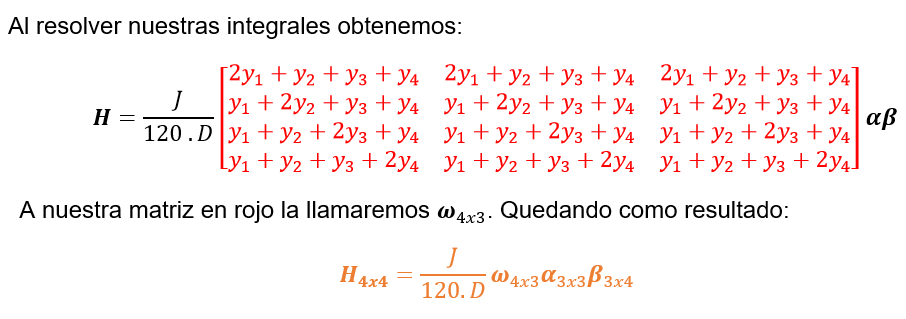 Al resolver nuestras integrales obtenemos:
H = J / 120 . D [ 2y₁ + y₂ + y₃ + y₄ 2y₁ + y₂ + y₃ + y₄ 2y₁ + y₂ + y₃ + y₄
y₁ + 2y₂ + y₃ + y₄ y₁ + 2y₂ + y₃ + y₄ y₁ + 2y₂ + y₃ + y₄
y₁ + y₂ + 2y₃ + y₄ y₁ + y₂ + 2y₃ + y₄ y₁ + y₂ + 2y₃ + y₄
y₁ + y₂ + y₃ + 2y₄ y₁ + y₂ + y₃ + 2y₄ y₁ + y₂ + y₃ + 2y₄ ] αβ
A nuestra matriz en rojo la llamaremos ω₄ₓ₃. Quedando como resultado:
H₄ₓ₄ = J / 120. D ω₄ₓ₃α₃ₓ₃β₃ₓ₄